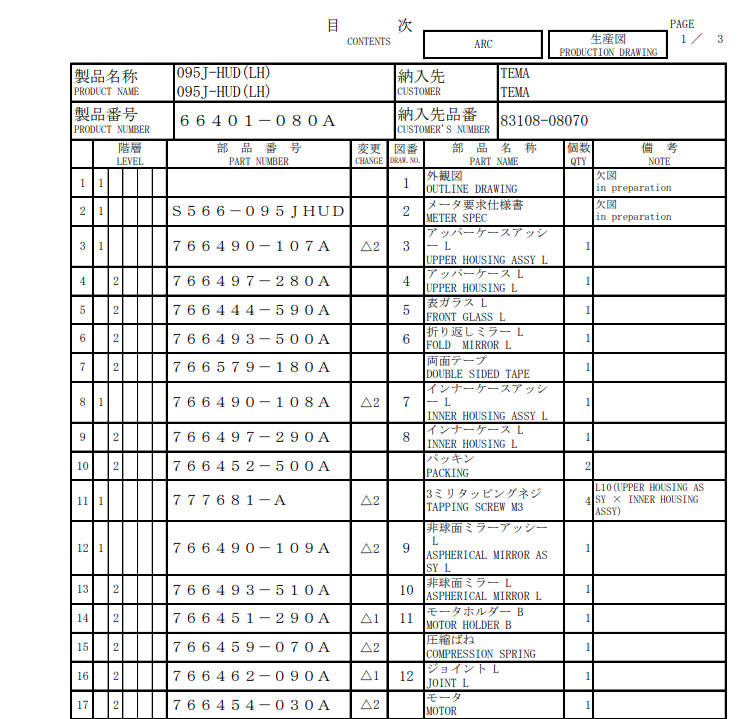 目 次
CONTENTS
ARC
生産図
PRODUCTION DRAWING
PAGE
1 ／ 3
製品名称
PRODUCT NAME
095J-HUD(LH)
095J-HUD(LH)
納入先
CUSTOMER
TEMA
TEMA
製品番号
PRODUCT NUMBER
６６４０１－０８０Ａ
納入先品番
CUSTOMER'S NUMBER
83108-08070
階層
LEVEL
部 品 番 号
PART NUMBER
変更
CHANGE
図番
DRAW.NO.
部 品 名 称
PART NAME
個数
QTY
備 考
NOTE
1 1 1 外観図 欠図
OUTLINE DRAWING in preparation
2 1 Ｓ５６６－０９５ＪＨＵＤ 2 メータ要求仕様書 欠図
METER SPEC in preparation
3 1 ７６６４９０－１０７Ａ △2 3 アッパーケースアッシ 1
ー L
UPPER HOUSING ASSY L
4 2 ７６６４９７－２８０Ａ 4 アッパーケース L 1
UPPER HOUSING L
5 2 ７６６４４４－５９０Ａ 5 表ガラス L 1
FRONT GLASS L
6 2 ７６６４９３－５００Ａ 6 折り返しミラー L 1
FOLD MIRROR L
7 2 ７６６５７９－１８０Ａ 両面テープ 1
DOUBLE SIDED TAPE
8 1 ７６６４９０－１０８Ａ △2 7 インナーケースアッシ 1
ー L
INNER HOUSING ASSY L
9 2 ７６６４９７－２９０Ａ 8 インナーケース L 1
INNER HOUSING L
10 2 ７６６４５２－５００Ａ パッキン 2
PACKING
11 1 ７７７６８１－Ａ △2 3ミリタッピングネジ 4
TAPPING SCREW M3
L10(UPPER HOUSING AS
SY × INNER HOUSING
ASSY)
12 1 ７６６４９０－１０９Ａ △2 9 非球面ミラーアッシー 1
L
ASPHERICAL MIRROR AS
SY L
13 2 ７６６４９３－５１０Ａ 10 非球面ミラー L 1
ASPHERICAL MIRROR L
14 2 ７６６４５１－２９０Ａ △1 11 モータホルダー B 1
MOTOR HOLDER B
15 2 ７６６４５９－０７０Ａ △2 圧縮ばね 1
COMPRESSION SPRING
16 2 ７６６４６２－０９０Ａ △1 12 ジョイント L 1
JOINT L
17 2 ７６６４５４－０３０Ａ △2 モータ 1
MOTOR